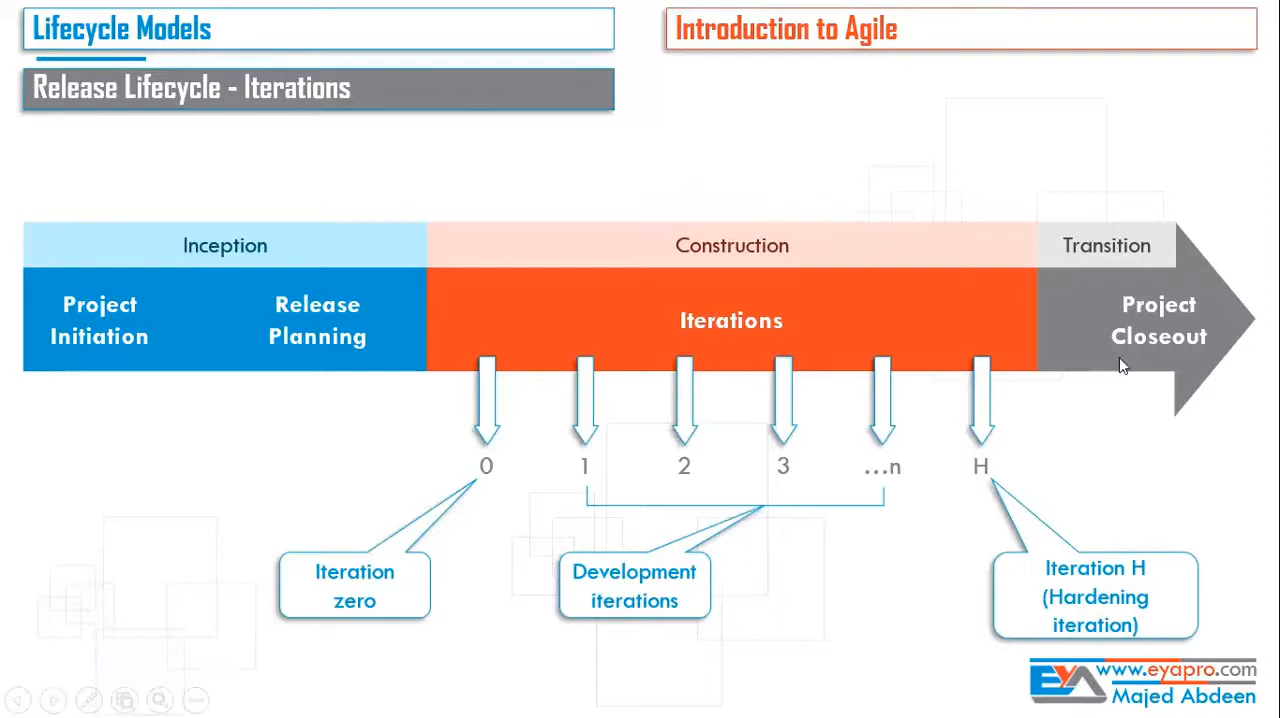 Lifecycle Models
Introduction to Agile
Release Lifecycle - Iterations
Inception
Construction
Transition
Project
Initiation
Release
Planning
Iterations
Project
Closeout
0
1
2
3
...n
H
Iteration
zero
Development
iterations
Iteration H
(Hardening
iteration)
EYA
www.eyapro.com
Majed Abdeen